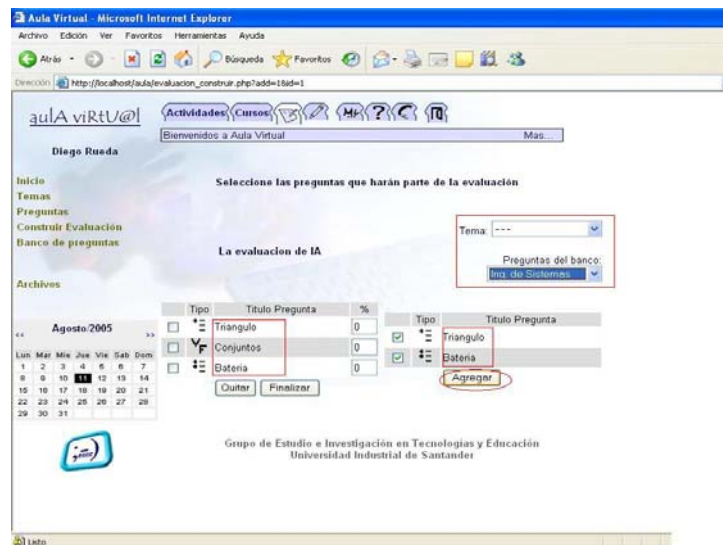 Aula Virtual - Microsoft Internet Explorer
Archivo Edición Ver Favoritos Herramientas Ayuda
Atrás Búsqueda Favoritos
Dirección http://localhost/aula/evaluacion_construir.php?add=1&id=1
aulA viRtU@l
Actividades Cursos ?
Bienvenidos a Aula Virtual Mas...
Diego Rueda
Inicio
Temas
Preguntas
Construir Evaluación
Banco de preguntas
Archivos
Seleccione las preguntas que harán parte de la evaluación
Tema: ---
La evaluacion de IA
Preguntas del banco:
Ing. de Sistemas
Tipo Titulo Pregunta %
Triangulo 0
VF Conjuntos 0
Bateria 0
Quitar Finalizar
Tipo Titulo Pregunta
Triangulo
Bateria
Agregar
<< Agosto/2005 >>
Lun Mar Mie Jue Vie Sab Dom
1 2 3 4 5 6 7
8 9 10 11 12 13 14
15 16 17 18 19 20 21
22 23 24 25 26 27 28
29 30 31
Grupo de Estudio e Investigación en Tecnologías y Educación
Universidad Industrial de Santander
Listo